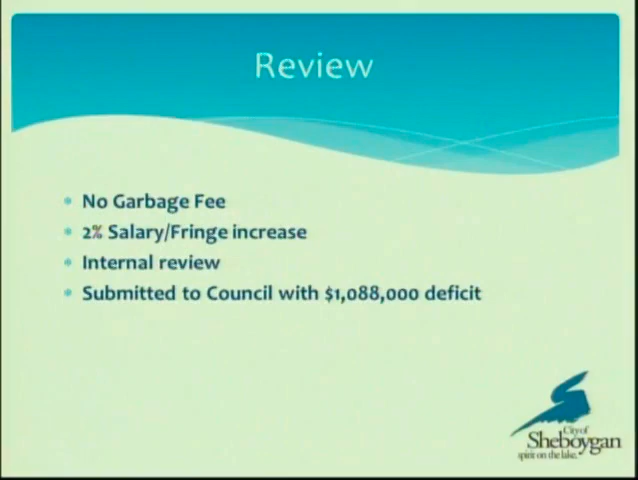 Review
No Garbage Fee
2% Salary/Fringe increase
Internal review
Submitted to Council with $1,088,000 deficit
City of
Sheboygan
spirit on the lake.